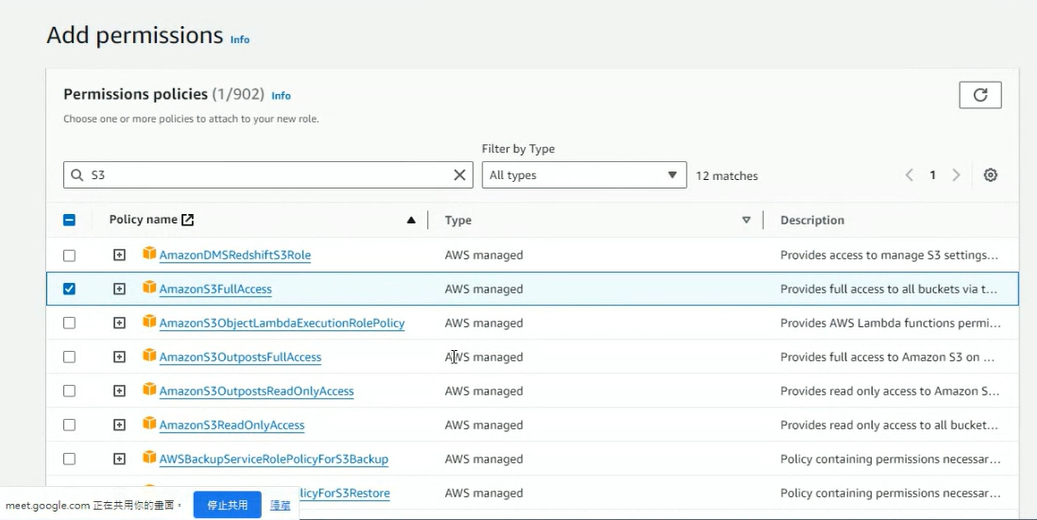 Add permissions Info
Permissions policies (1/902) Info
Choose one or more policies to attach to your new role.
Filter by Type
S3
All types
12 matches
1
Policy name
Type
Description
AmazonDMSRedshiftS3Role AWS managed Provides access to manage S3 settings...
AmazonS3FullAccess AWS managed Provides full access to all buckets via t...
AmazonS3ObjectLambdaExecutionRolePolicy AWS managed Provides AWS Lambda functions permi...
AmazonS3OutpostsFullAccess AWS managed Provides full access to Amazon S3 on ...
AmazonS3OutpostsReadOnlyAccess AWS managed Provides read only access to Amazon S...
AmazonS3ReadOnlyAccess AWS managed Provides read only access to all bucket...
AWSBackupServiceRolePolicyForS3Backup AWS managed Policy containing permissions necessar...
licyForS3Restore AWS managed Policy containing permissions necessar...
meet.google.com 正在共用你的畫面。 停止共用 隱藏